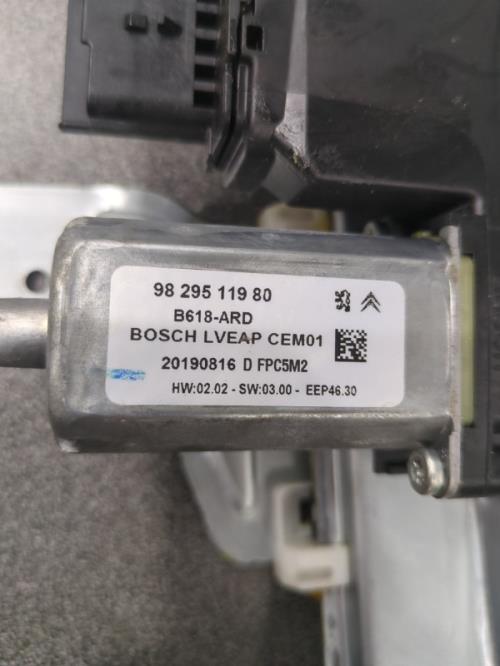 98 295 119 80
B618-ARD
BOSCH LVEAP CEM01
20190816 D FPC5M2
HW:02.02 - SW:03.00 - EEP46.30